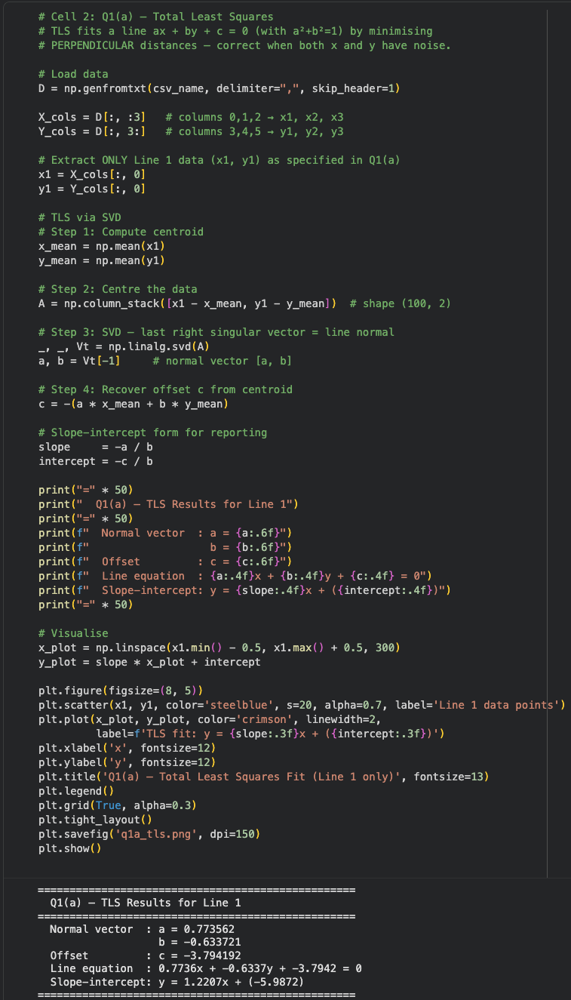 # Cell 2: Q1(a) — Total Least Squares
# TLS fits a line ax + by + c = 0 (with a²+b²=1) by minimising
# PERPENDICULAR distances — correct when both x and y have noise.
# Load data
D = np.genfromtxt(csv_name, delimiter=",", skip_header=1)
X_cols = D[:, :3]   # columns 0,1,2 → x1, x2, x3
Y_cols = D[:, 3:]   # columns 3,4,5 → y1, y2, y3
# Extract ONLY Line 1 data (x1, y1) as specified in Q1(a)
x1 = X_cols[:, 0]
y1 = Y_cols[:, 0]
# TLS via SVD
# Step 1: Compute centroid
x_mean = np.mean(x1)
y_mean = np.mean(y1)
# Step 2: Centre the data
A = np.column_stack([x1 - x_mean, y1 - y_mean])  # shape (100, 2)
# Step 3: SVD — last right singular vector = line normal
_, _, Vt = np.linalg.svd(A)
a, b = Vt[-1]     # normal vector [a, b]
# Step 4: Recover offset c from centroid
c = -(a * x_mean + b * y_mean)
# Slope-intercept form for reporting
slope     = -a / b
intercept = -c / b
print("=" * 50)
print("  Q1(a) — TLS Results for Line 1")
print("=" * 50)
print(f"  Normal vector  : a = {a:.6f}")
print(f"                   b = {b:.6f}")
print(f"  Offset         : c = {c:.6f}")
print(f"  Line equation  : {a:.4f}x + {b:.4f}y + {c:.4f} = 0")
print(f"  Slope-intercept: y = {slope:.4f}x + ({intercept:.4f})")
print("=" * 50)
# Visualise
x_plot = np.linspace(x1.min() - 0.5, x1.max() + 0.5, 300)
y_plot = slope * x_plot + intercept
plt.figure(figsize=(8, 5))
plt.scatter(x1, y1, color='steelblue', s=20, alpha=0.7, label='Line 1 data points')
plt.plot(x_plot, y_plot, color='crimson', linewidth=2,
         label=f'TLS fit: y = {slope:.3f}x + ({intercept:.3f})')
plt.xlabel('x', fontsize=12)
plt.ylabel('y', fontsize=12)
plt.title('Q1(a) — Total Least Squares Fit (Line 1 only)', fontsize=13)
plt.legend()
plt.grid(True, alpha=0.3)
plt.tight_layout()
plt.savefig('q1a_tls.png', dpi=150)
plt.show()
==================================================
  Q1(a) — TLS Results for Line 1
==================================================
  Normal vector  : a = 0.773562
                   b = -0.633721
  Offset         : c = -3.794192
  Line equation  : 0.7736x + -0.6337y + -3.7942 = 0
  Slope-intercept: y = 1.2207x + (-5.9872)
==================================================